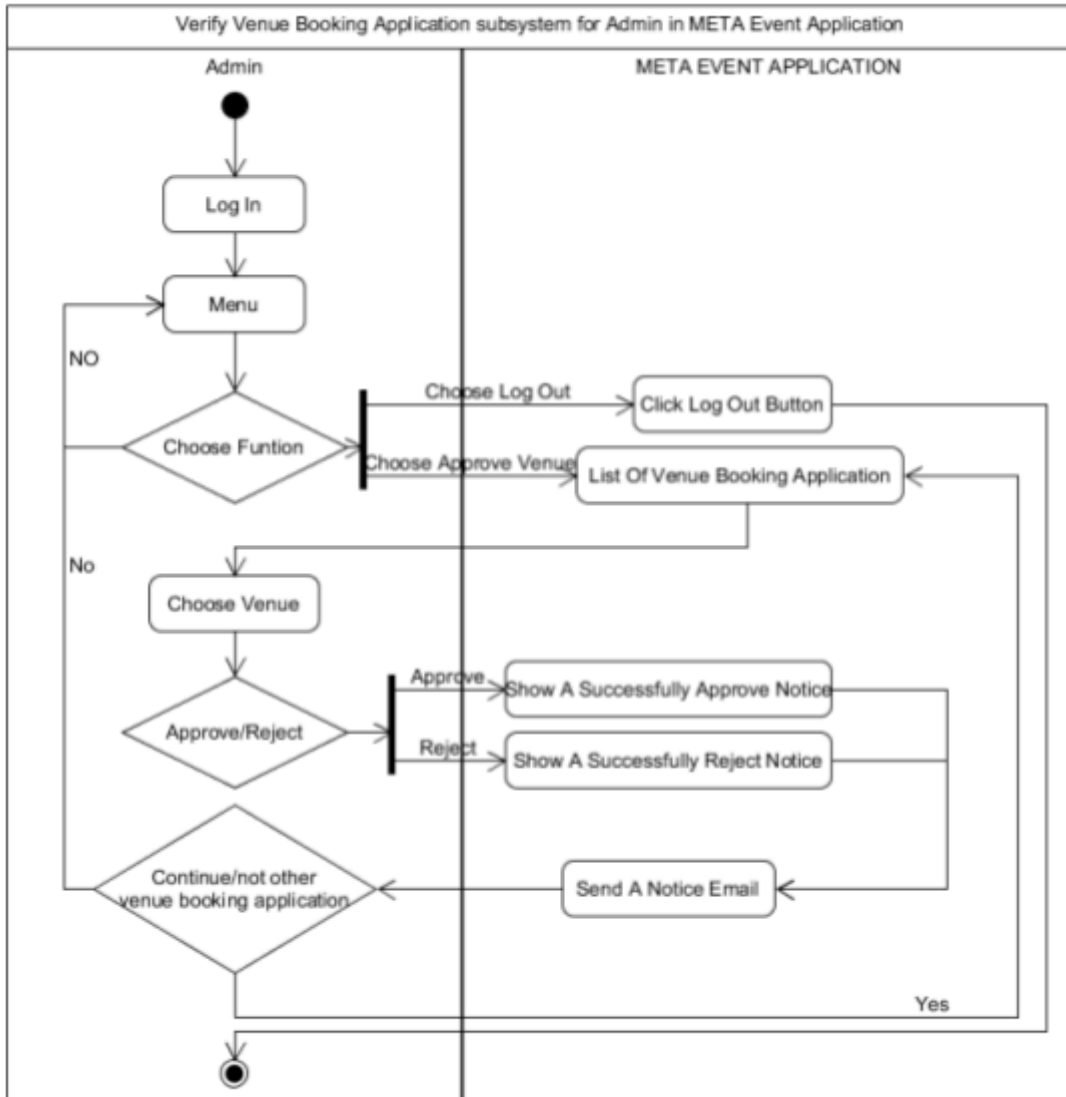 Verify Venue Booking Application subsystem for Admin in META Event Application
Admin
META EVENT APPLICATION
Log In
Menu
NO
Choose Log Out
Click Log Out Button
Choose Funtion
Choose Approve Venue
List Of Venue Booking Application
No
Choose Venue
Approve
Show A Successfully Approve Notice
Approve/Reject
Reject
Show A Successfully Reject Notice
Continue/not other
venue booking application
Send A Notice Email
Yes